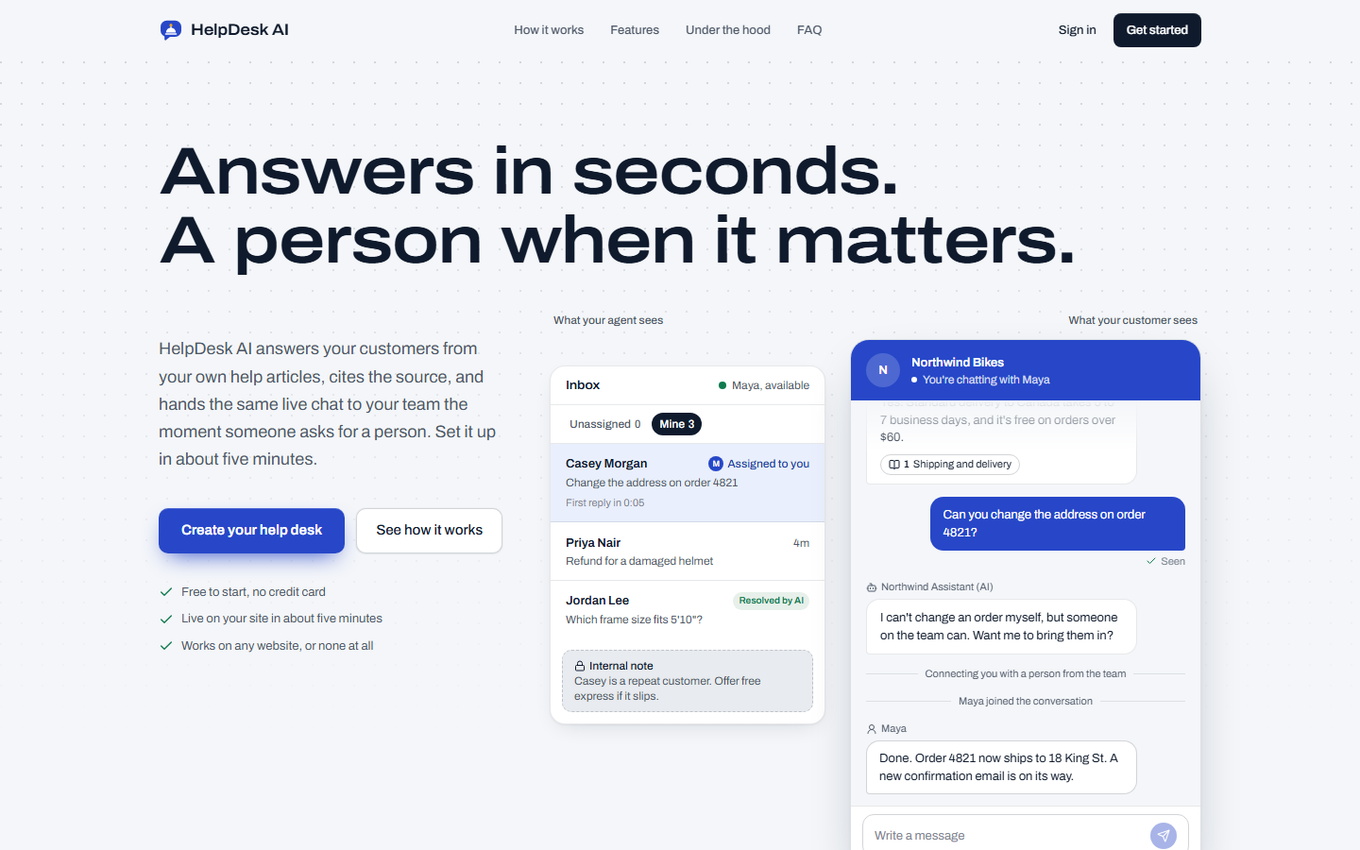 HelpDesk AI
How it works
Features
Under the hood
FAQ
Sign in
Get started
Answers in seconds.
A person when it matters.
HelpDesk AI answers your customers from
your own help articles, cites the source, and
hands the same live chat to your team the
moment someone asks for a person. Set it up
in about five minutes.
Create your help desk
See how it works
Free to start, no credit card
Live on your site in about five minutes
Works on any website, or none at all
What your agent sees
Inbox
Maya, available
Unassigned 0
Mine 3
Casey Morgan
M Assigned to you
Change the address on order 4821
First reply in 0:05
Priya Nair
4m
Refund for a damaged helmet
Jordan Lee
Resolved by AI
Which frame size fits 5'10"?
Internal note
Casey is a repeat customer. Offer free
express if it slips.
What your customer sees
N
Northwind Bikes
You're chatting with Maya
7 business days, and it's free on orders over
$60.
1 Shipping and delivery
Can you change the address on order
4821?
Seen
Northwind Assistant (AI)
I can't change an order myself, but someone
on the team can. Want me to bring them in?
Connecting you with a person from the team
Maya joined the conversation
Maya
Done. Order 4821 now ships to 18 King St. A
new confirmation email is on its way.
Write a message